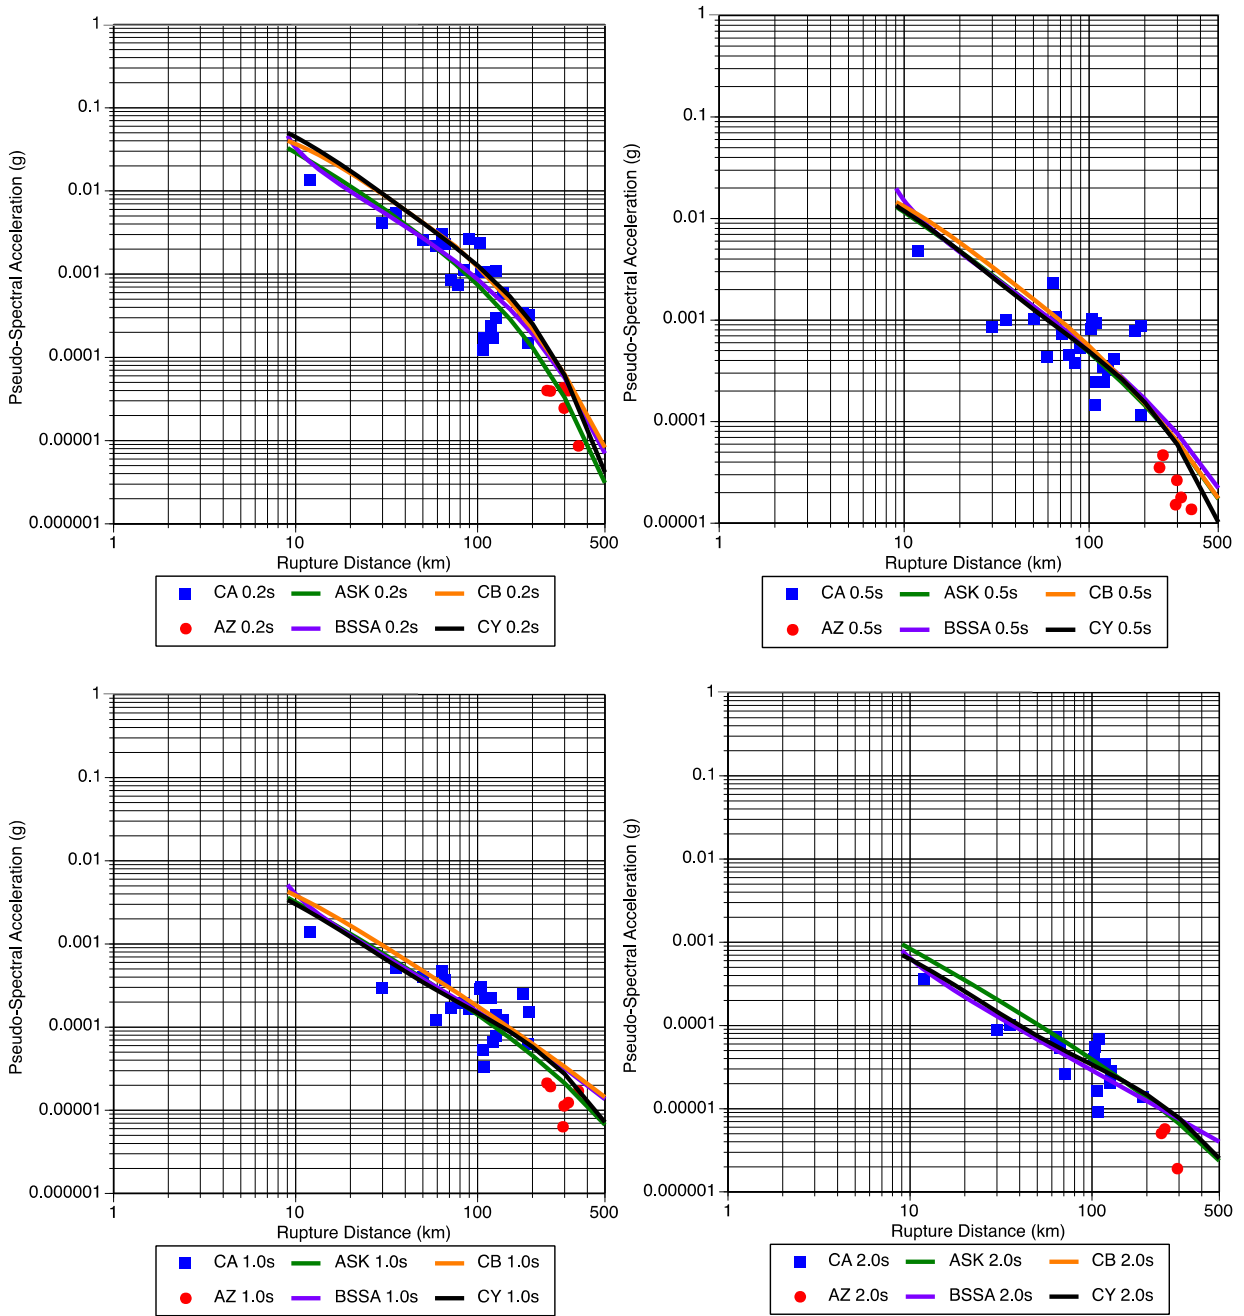 1
0.1
0.01
0.001
0.0001
0.00001
0.000001
Pseudo-Spectral Acceleration (g)
1 10 100 500
Rupture Distance (km)
CA 0.2s ASK 0.2s CB 0.2s
AZ 0.2s BSSA 0.2s CY 0.2s
1
0.1
0.01
0.001
0.0001
0.00001
Pseudo-Spectral Acceleration (g)
1 10 100 500
Rupture Distance (km)
CA 0.5s ASK 0.5s CB 0.5s
AZ 0.5s BSSA 0.5s CY 0.5s
1
0.1
0.01
0.001
0.0001
0.00001
0.000001
Pseudo-Spectral Acceleration (g)
1 10 100 500
Rupture Distance (km)
CA 1.0s ASK 1.0s CB 1.0s
AZ 1.0s BSSA 1.0s CY 1.0s
1
0.1
0.01
0.001
0.0001
0.00001
0.000001
Pseudo-Spectral Acceleration (g)
1 10 100 500
Rupture Distance (km)
CA 2.0s ASK 2.0s CB 2.0s
AZ 2.0s BSSA 2.0s CY 2.0s